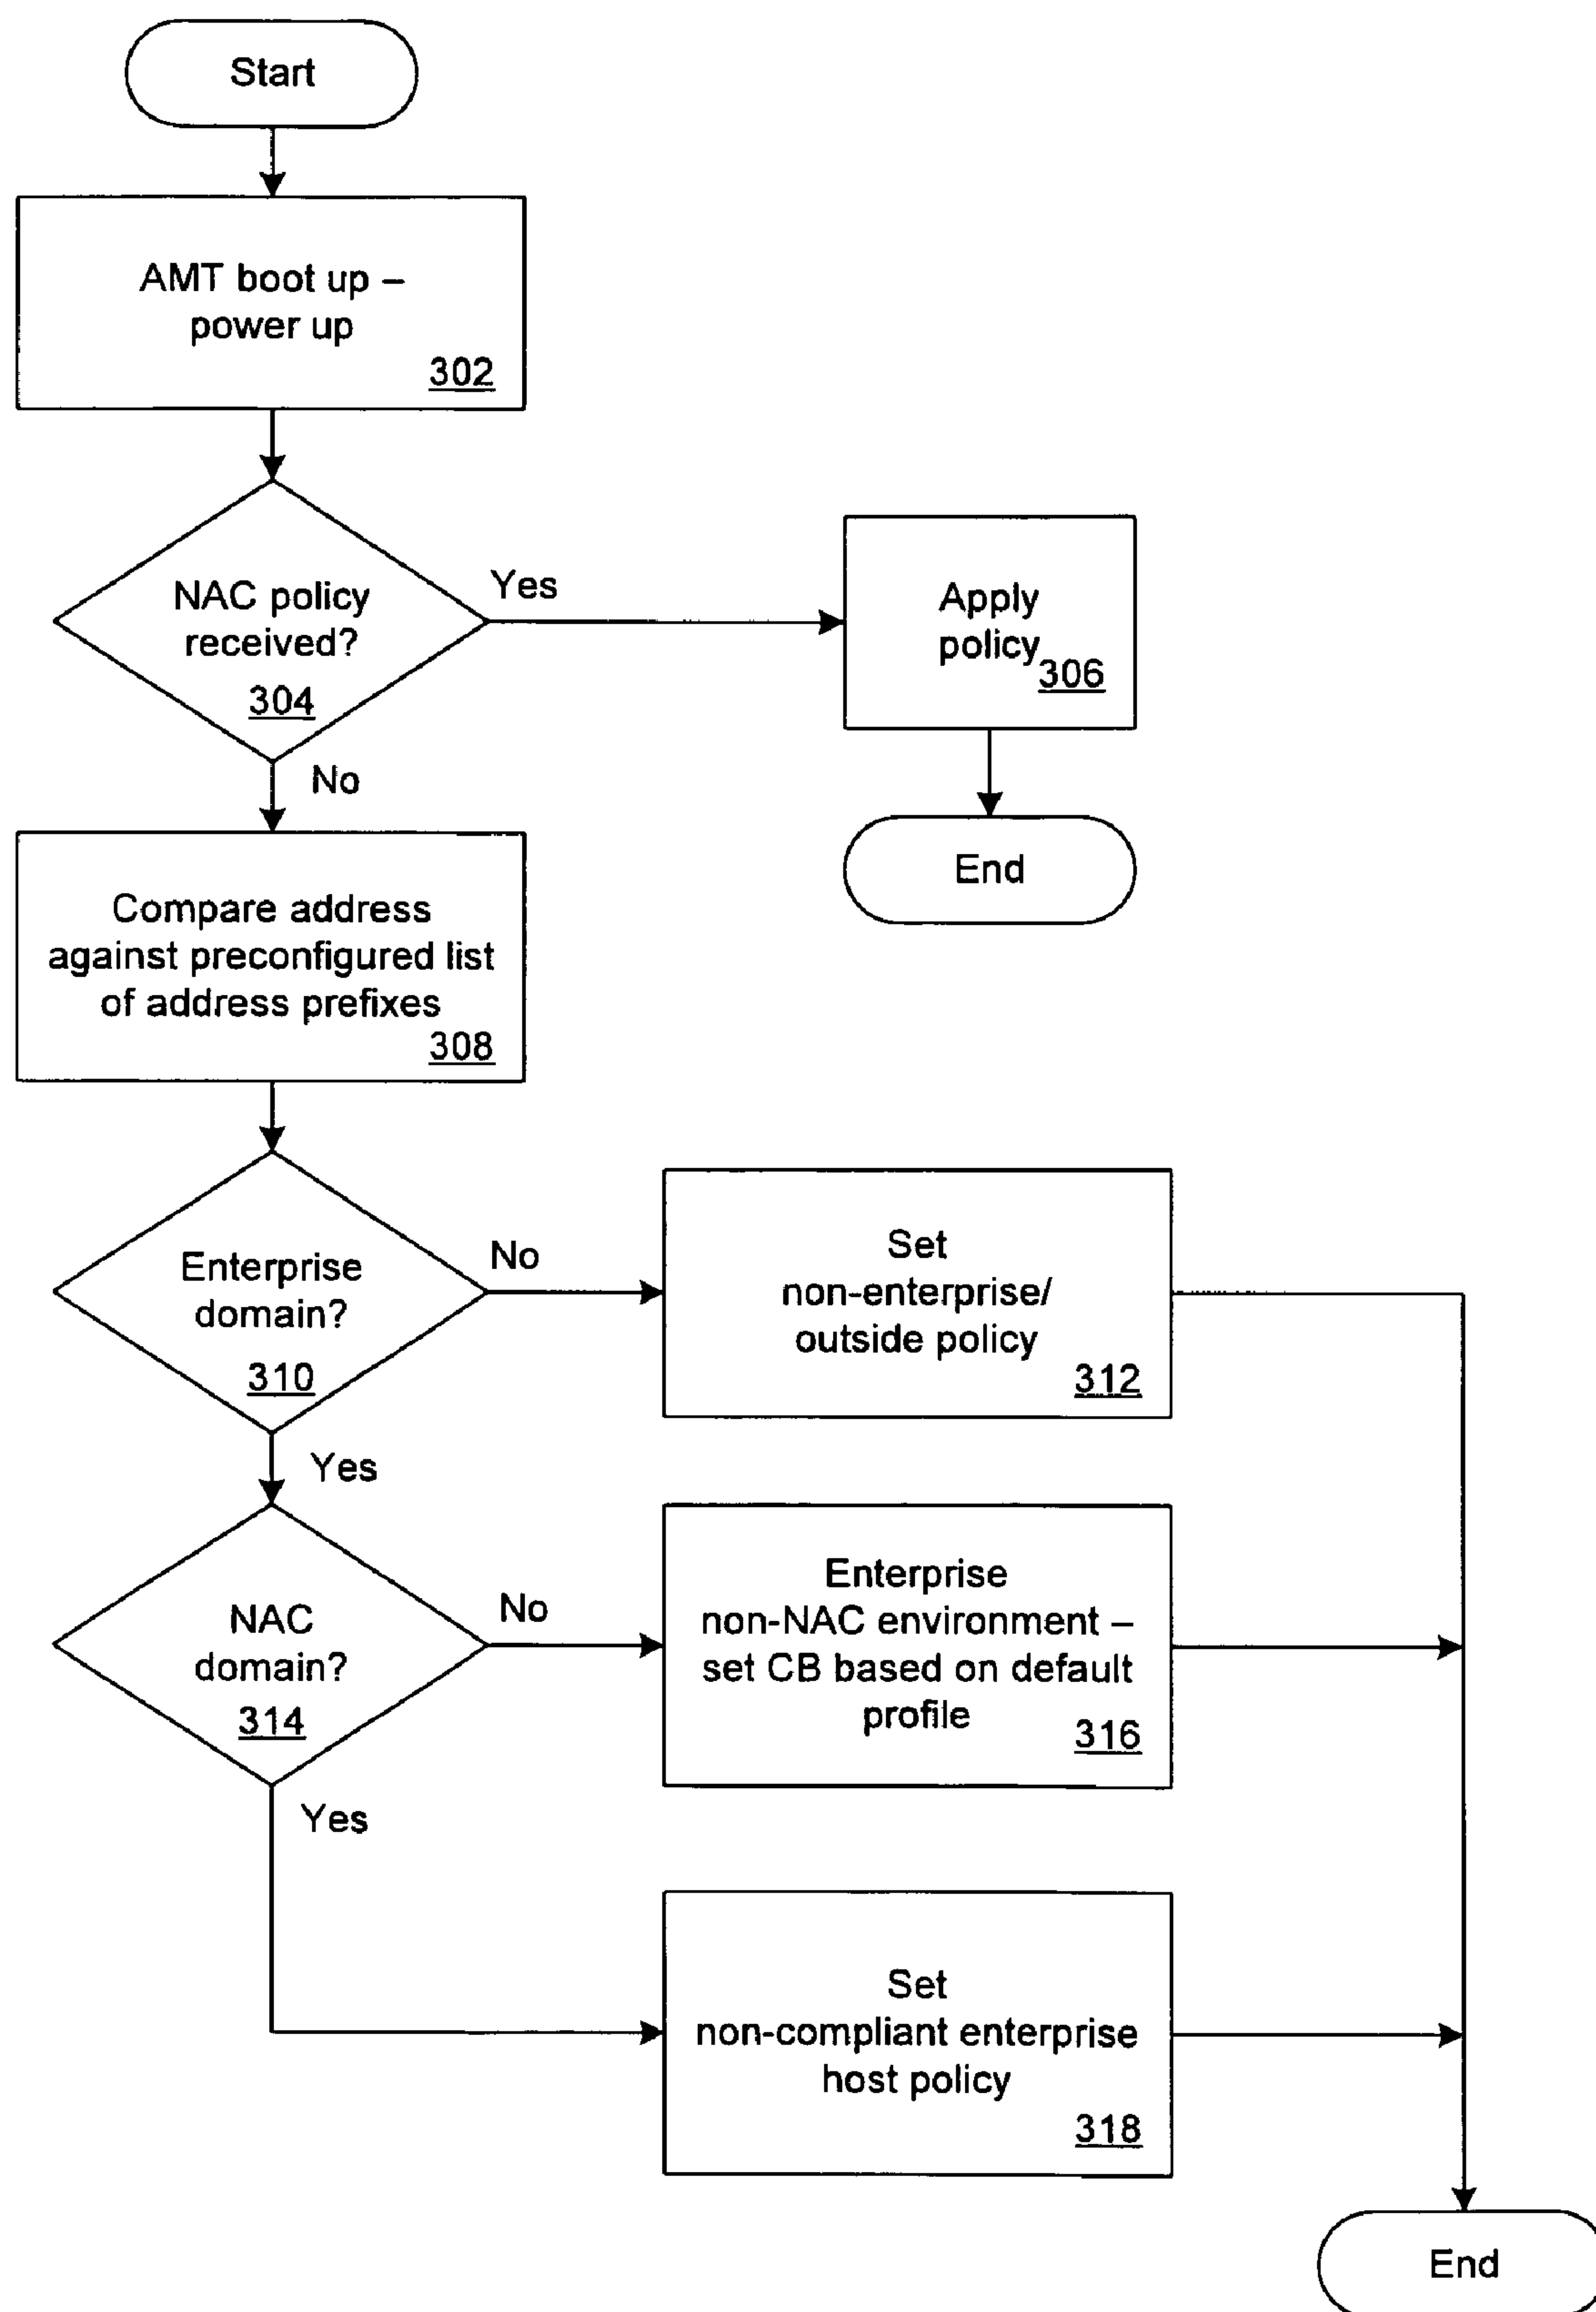 Start
AMT boot up –
power up
302
NAC policy
received?
304
Yes
Apply
policy
306
No
End
Compare address
against preconfigured list
of address prefixes
308
Enterprise
domain?
310
No
Set
non-enterprise/
outside policy
312
Yes
NAC
domain?
314
No
Enterprise
non-NAC environment –
set CB based on default
profile
316
Yes
Set
non-compliant enterprise
host policy
318
End